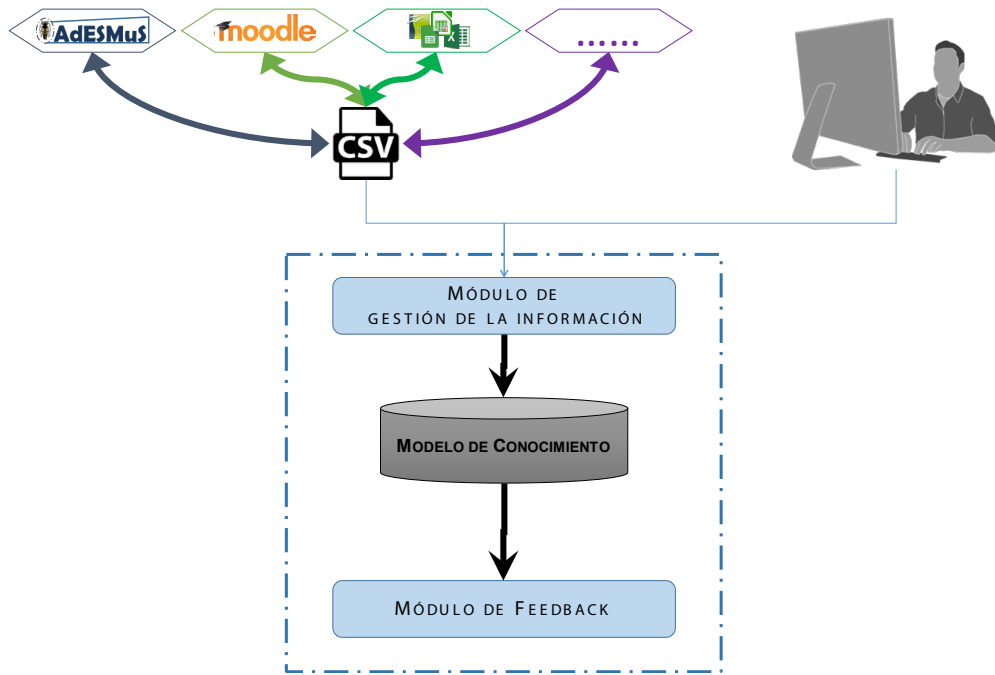 AdESMuS
moodle
......
CSV
MÓDULO DE
GESTIÓN DE LA INFORMACIÓN
MODELO DE CONOCIMIENTO
MÓDULO DE FEEDBACK